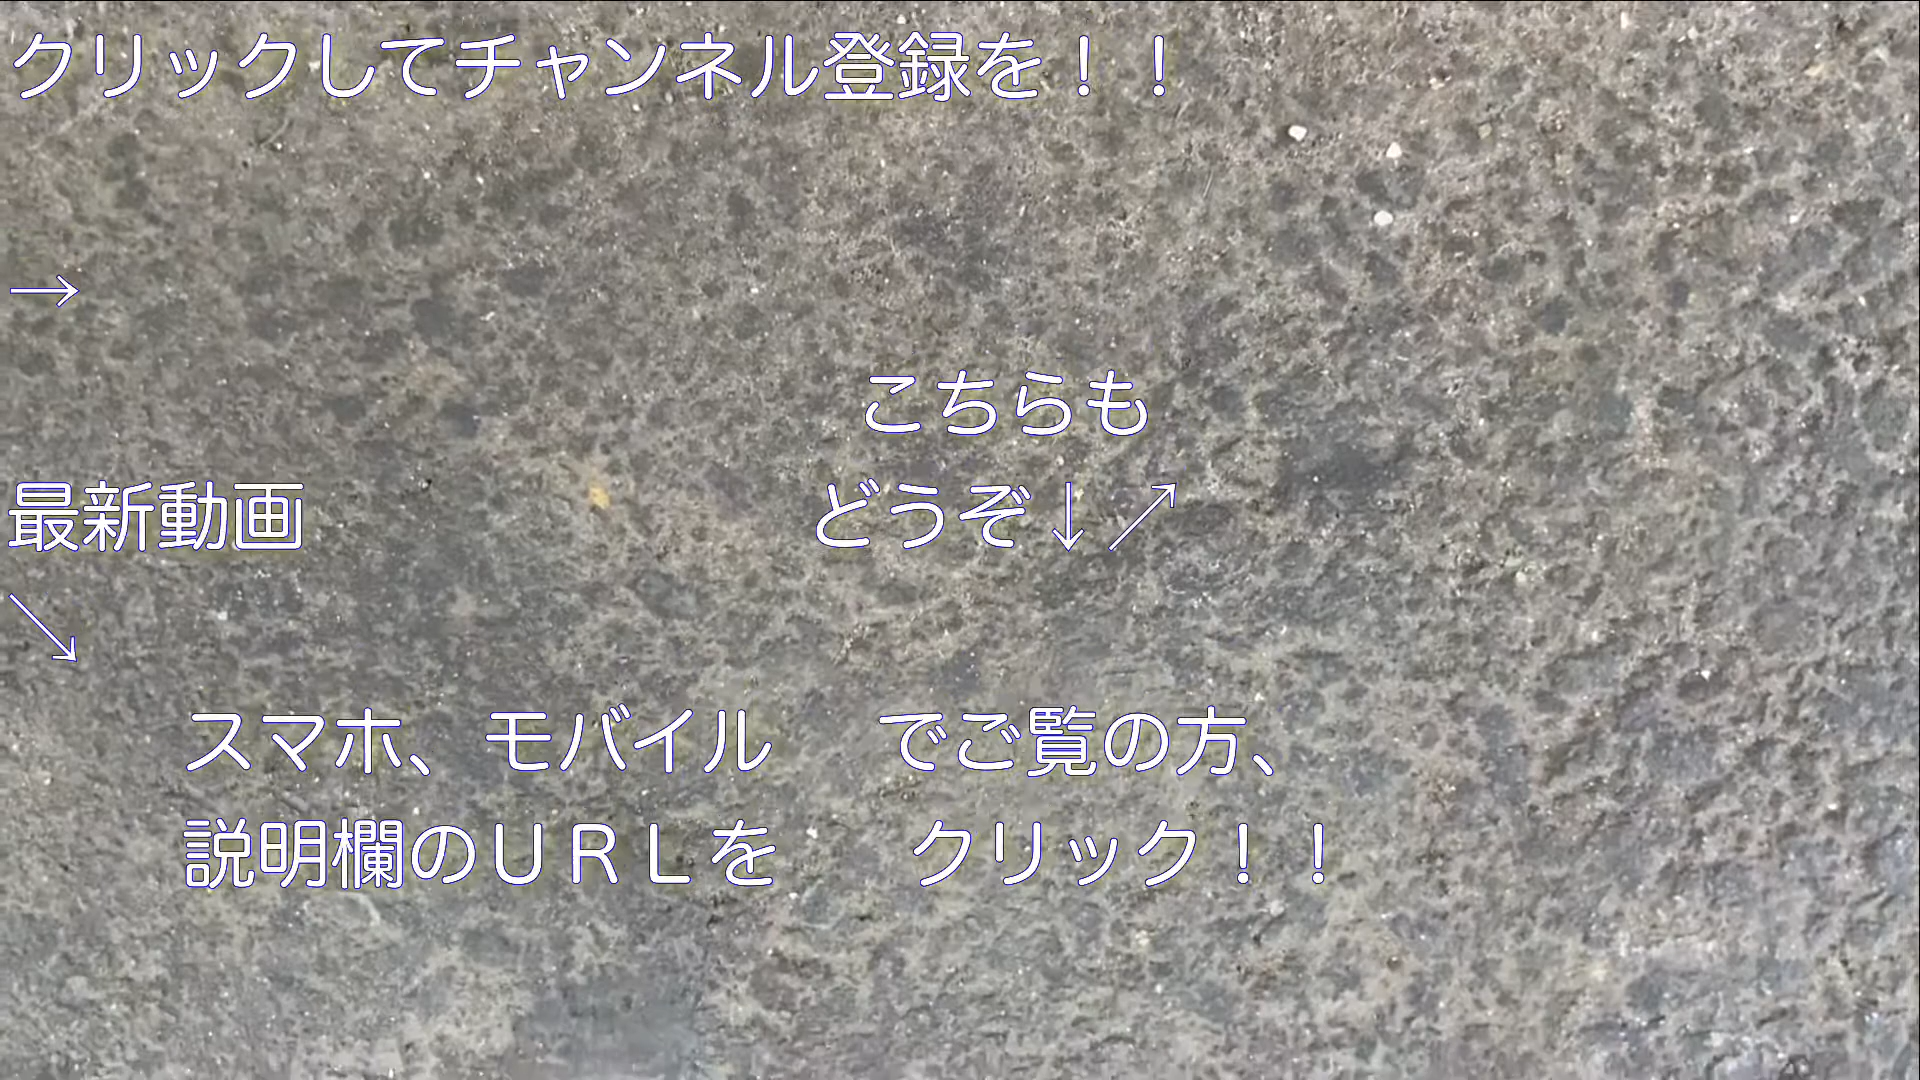 クリックしてチャンネル登録を！！
→
こちらも
どうぞ↓↗
最新動画
↘
スマホ、モバイル　でご覧の方、
説明欄のＵＲＬを　クリック！！